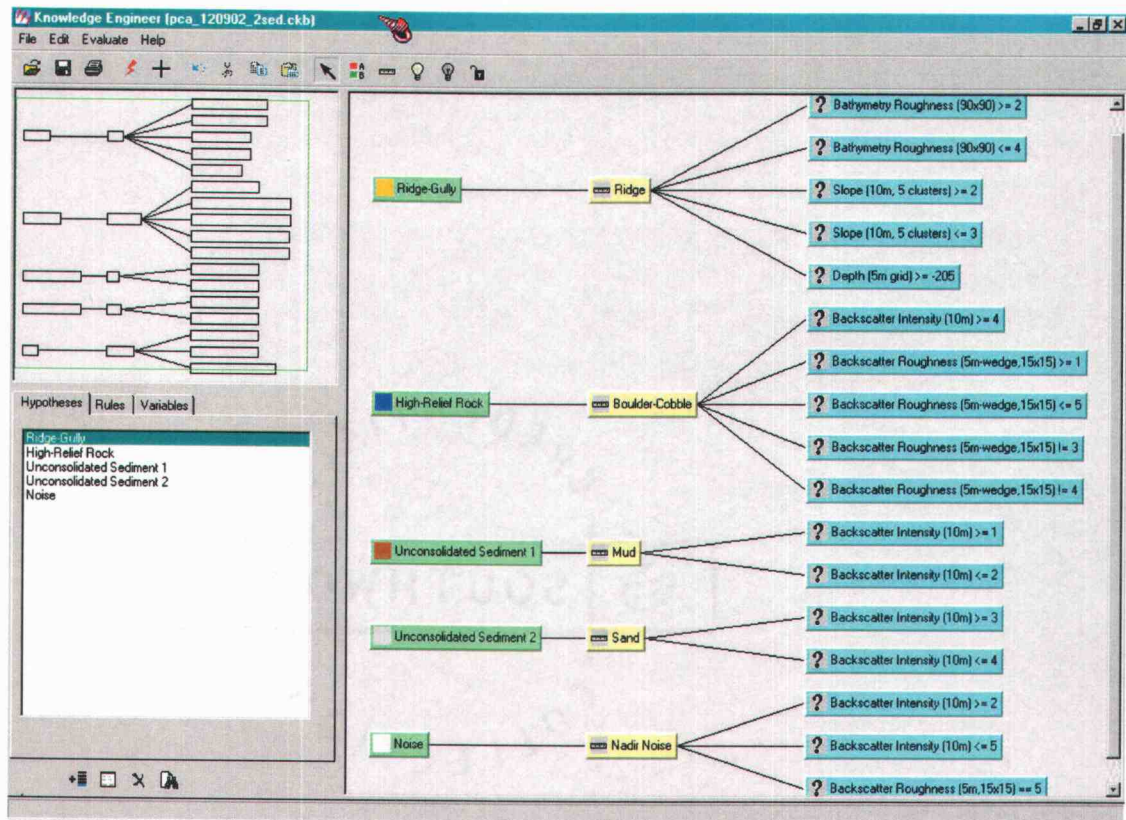 Knowledge Engineer (pca_120902_2sed.ckb)
File Edit Evaluate Help
Hypotheses Rules Variables
Ridge-Gully
High-Relief Rock
Unconsolidated Sediment 1
Unconsolidated Sediment 2
Noise
Ridge-Gully
Ridge
? Bathymetry Roughness (90x90) >= 2
? Bathymetry Roughness (90x90) <= 4
? Slope (10m, 5 clusters) >= 2
? Slope (10m, 5 clusters) <= 3
? Depth (5m grid) >= -205
High-Relief Rock
Boulder-Cobble
? Backscatter Intensity (10m) >= 4
? Backscatter Roughness (5m-wedge,15x15) >= 1
? Backscatter Roughness (5m-wedge,15x15) <= 5
? Backscatter Roughness (5m-wedge,15x15) != 3
? Backscatter Roughness (5m-wedge,15x15) != 4
Unconsolidated Sediment 1
Mud
? Backscatter Intensity (10m) >= 1
? Backscatter Intensity (10m) <= 2
Unconsolidated Sediment 2
Sand
? Backscatter Intensity (10m) >= 3
? Backscatter Intensity (10m) <= 4
Noise
Nadir Noise
? Backscatter Intensity (10m) >= 2
? Backscatter Intensity (10m) <= 5
? Backscatter Roughness (5m,15x15) == 5